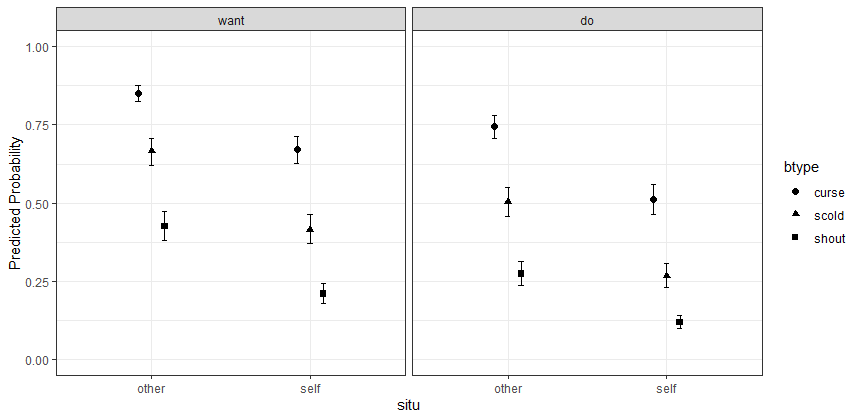 want
do
1.00
0.75
0.50
0.25
0.00
Predicted Probability
other
self
other
self
situ
btype
curse
scold
shout